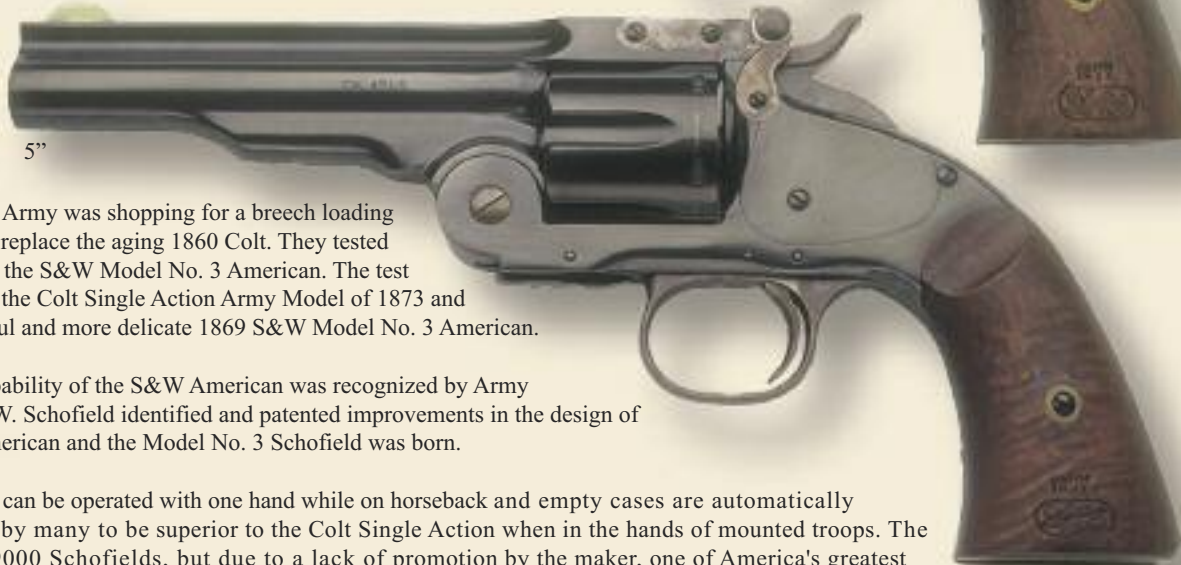 5”
Army was shopping for a breech loading
replace the aging 1860 Colt. They tested
the S&W Model No. 3 American. The test
the Colt Single Action Army Model of 1873 and
and more delicate 1869 S&W Model No. 3 American.
of the S&W American was recognized by Army
W. Schofield identified and patented improvements in the design of
and the Model No. 3 Schofield was born.
can be operated with one hand while on horseback and empty cases are automatically
by many to be superior to the Colt Single Action when in the hands of mounted troops. The
000 Schofields, but due to a lack of promotion by the maker, one of America's greatest
1877